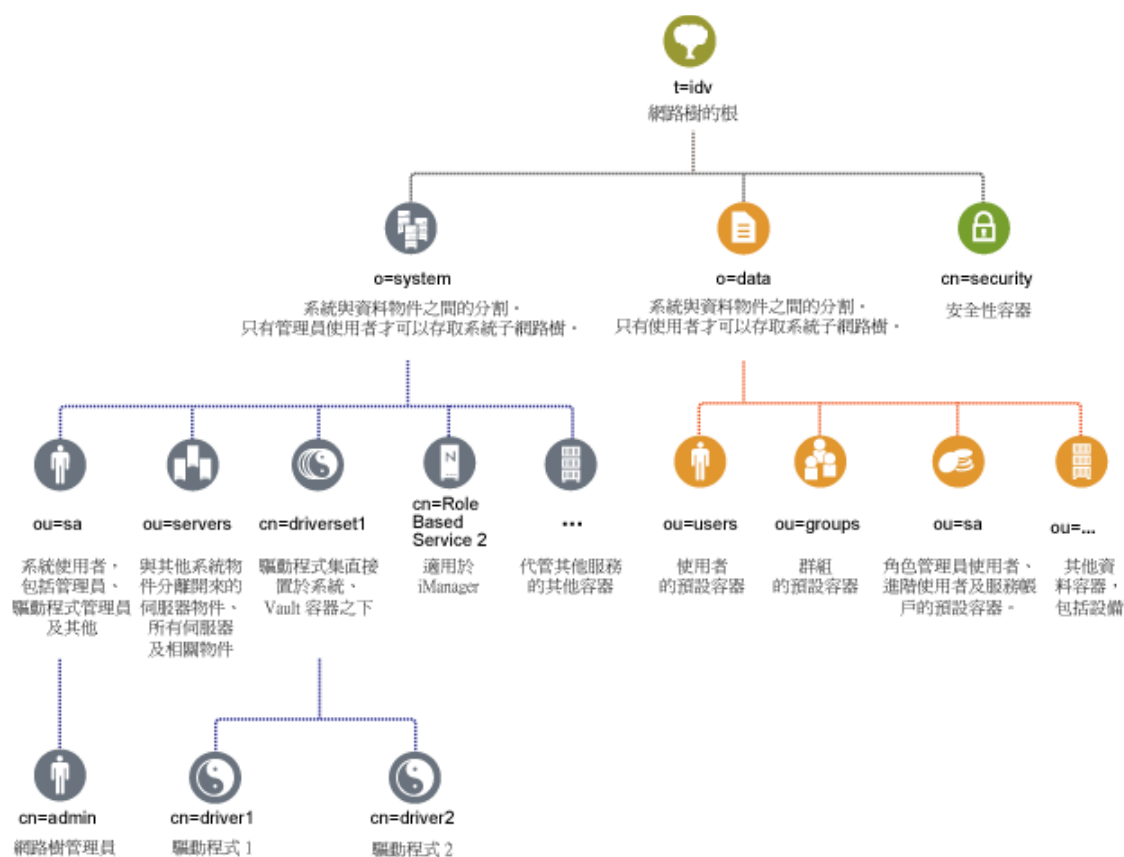 t=idv
網路樹的根
o=system
系統與資料物件之間的分割。
只有管理員使用者才可以存取系統子網路樹。
o=data
系統與資料物件之間的分割。
只有使用者才可以存取系統子網路樹。
cn=security
安全性容器
N
ou=sa
系統使用者，
包括管理員、
驅動程式管理員
及其他
ou=servers
與其他系統物
件分離開來的
伺服器物件、
所有伺服器
及相關物件
cn=driverset1
驅動程式集直接
置於系統、
Vault 容器之下
cn=Role
Based
Service 2
適用於
iManager
...
代管其他服務
的其他容器
ou=users
使用者
的預設容器
ou=groups
群組
的預設容器
ou=sa
角色管理員使用者、
進階使用者及服務帳
戶的預設容器。
ou=...
其他資
料容器，
包括設備
cn=admin
網路樹管理員
cn=driver1
驅動程式 1
cn=driver2
驅動程式 2